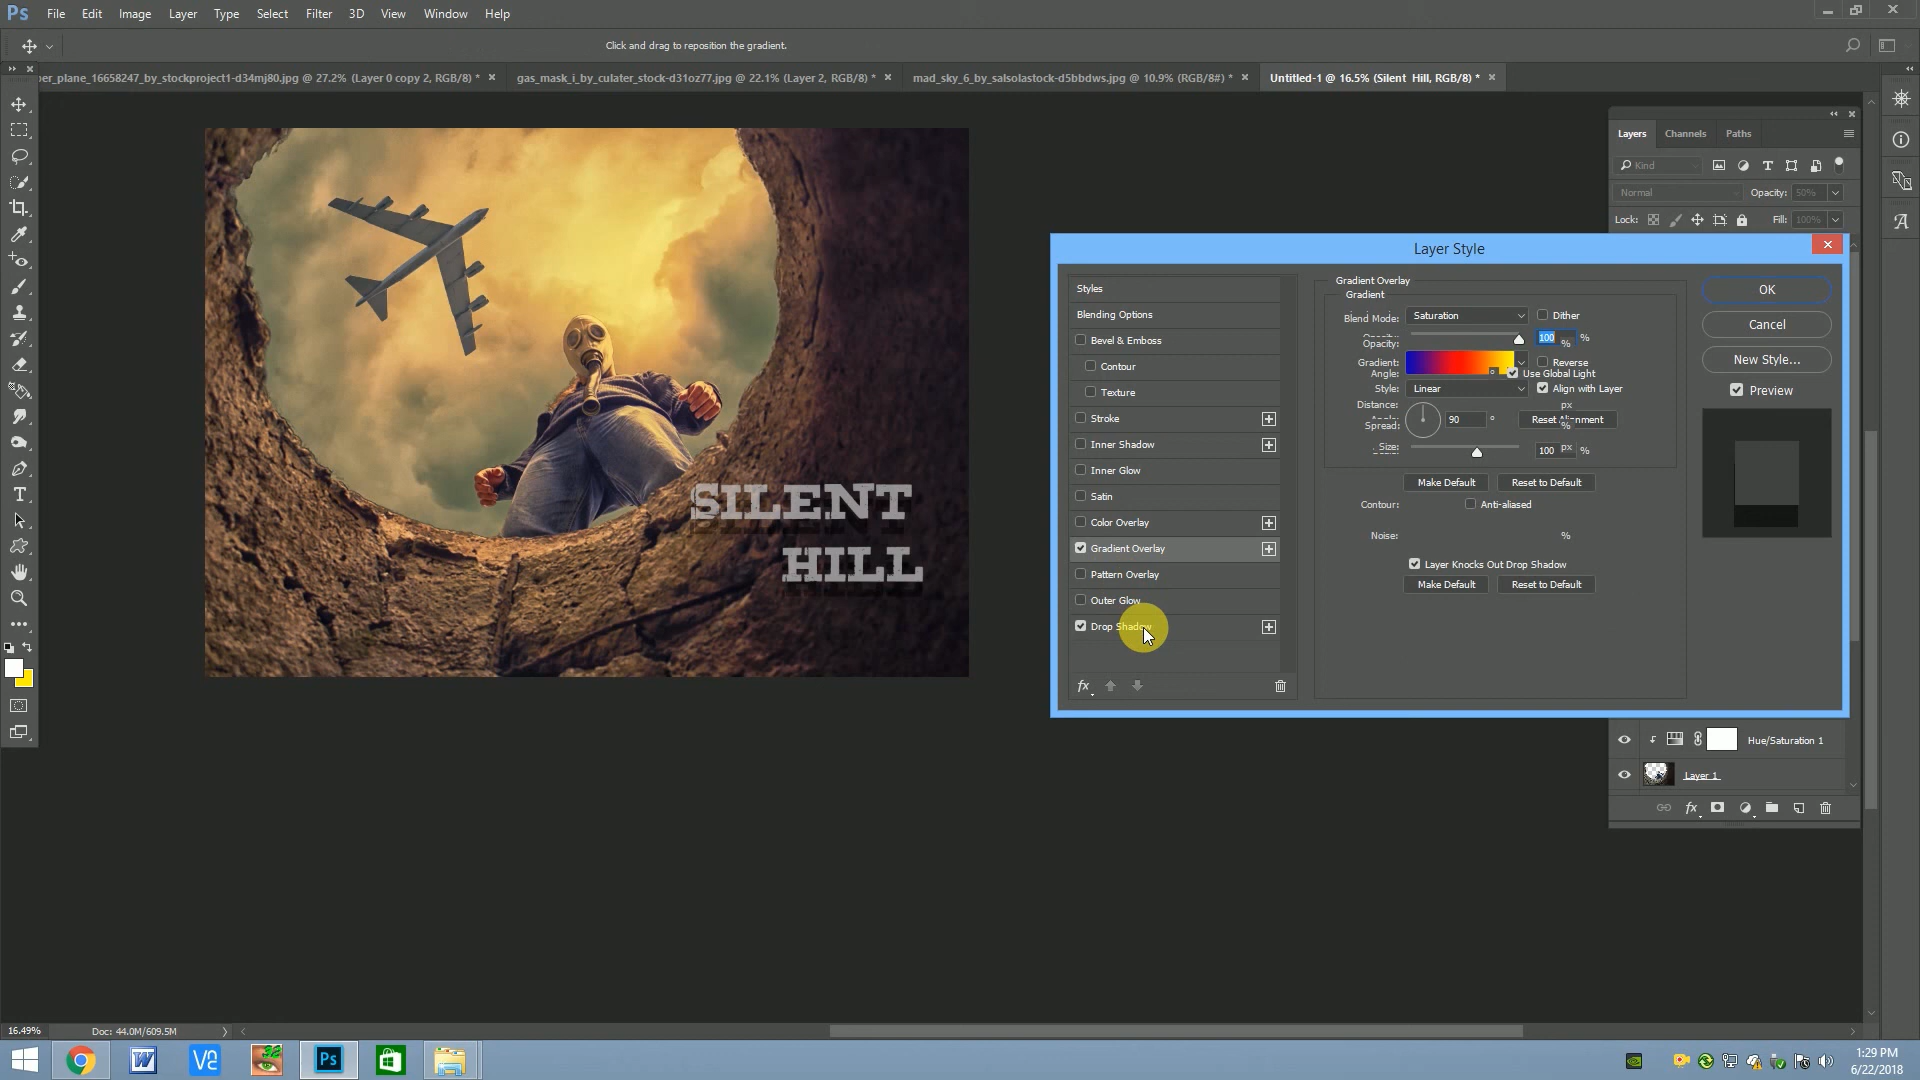 Ps File Edit Image Layer Type Select Filter 3D View Window Help
Click and drag to reposition the gradient.
er_plane_16658247_by_stockproject1-d34mj80.jpg @ 27.2% (Layer 0 copy 2, RGB/8) *
gas_mask_i_by_culater_stock-d31oz77.jpg @ 22.1% (Layer 2, RGB/8) *
mad_sky_6_by_salsolastock-d5bbdws.jpg @ 10.9% (RGB/8#) *
Untitled-1 @ 16.5% (Silent Hill, RGB/8) *
Layers Channels Paths
Kind
Normal Opacity: 50%
Lock: Fill: 100%
SILENT
HILL
Layer Style
Styles
Blending Options
Bevel & Emboss
Contour
Texture
Stroke
Inner Shadow
Inner Glow
Satin
Color Overlay
Gradient Overlay
Pattern Overlay
Outer Glow
Drop Shadow
fx
Gradient Overlay
Gradient
Blend Mode: Saturation Dither
Opacity: 100 % %
Gradient: Reverse
Angle: Use Global Light
Style: Linear Align with Layer
Distance: px
90 ° Reset Alignment
Spread: %
Size: 100 px %
Make Default Reset to Default
Contour: Anti-aliased
Noise: %
Layer Knocks Out Drop Shadow
Make Default Reset to Default
OK
Cancel
New Style...
Preview
Hue/Saturation 1
Layer 1
fx
16.49% Doc: 44.0M/609.5M
Ps
1:29 PM
6/22/2018